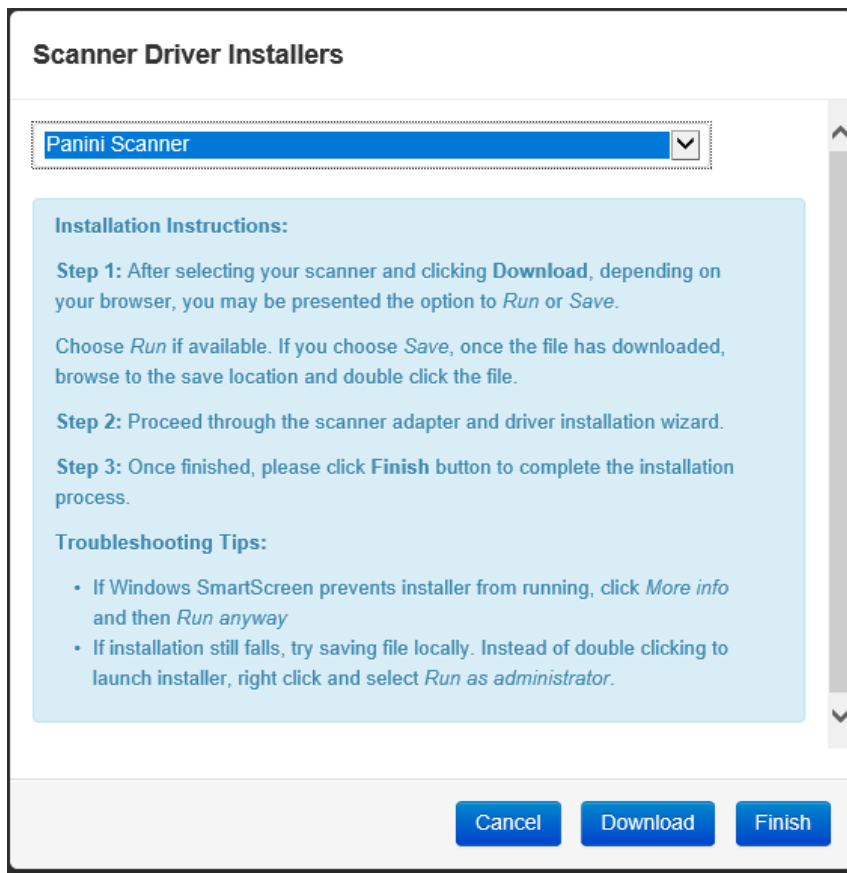 Scanner Driver Installers
Panini Scanner
Installation Instructions:
Step 1: After selecting your scanner and clicking Download, depending on
your browser, you may be presented the option to Run or Save.
Choose Run if available. If you choose Save, once the file has downloaded,
browse to the save location and double click the file.
Step 2: Proceed through the scanner adapter and driver installation wizard.
Step 3: Once finished, please click Finish button to complete the installation
process.
Troubleshooting Tips:
• If Windows SmartScreen prevents installer from running, click More info
and then Run anyway
• If installation still falls, try saving file locally. Instead of double clicking to
launch installer, right click and select Run as administrator.
Cancel Download Finish